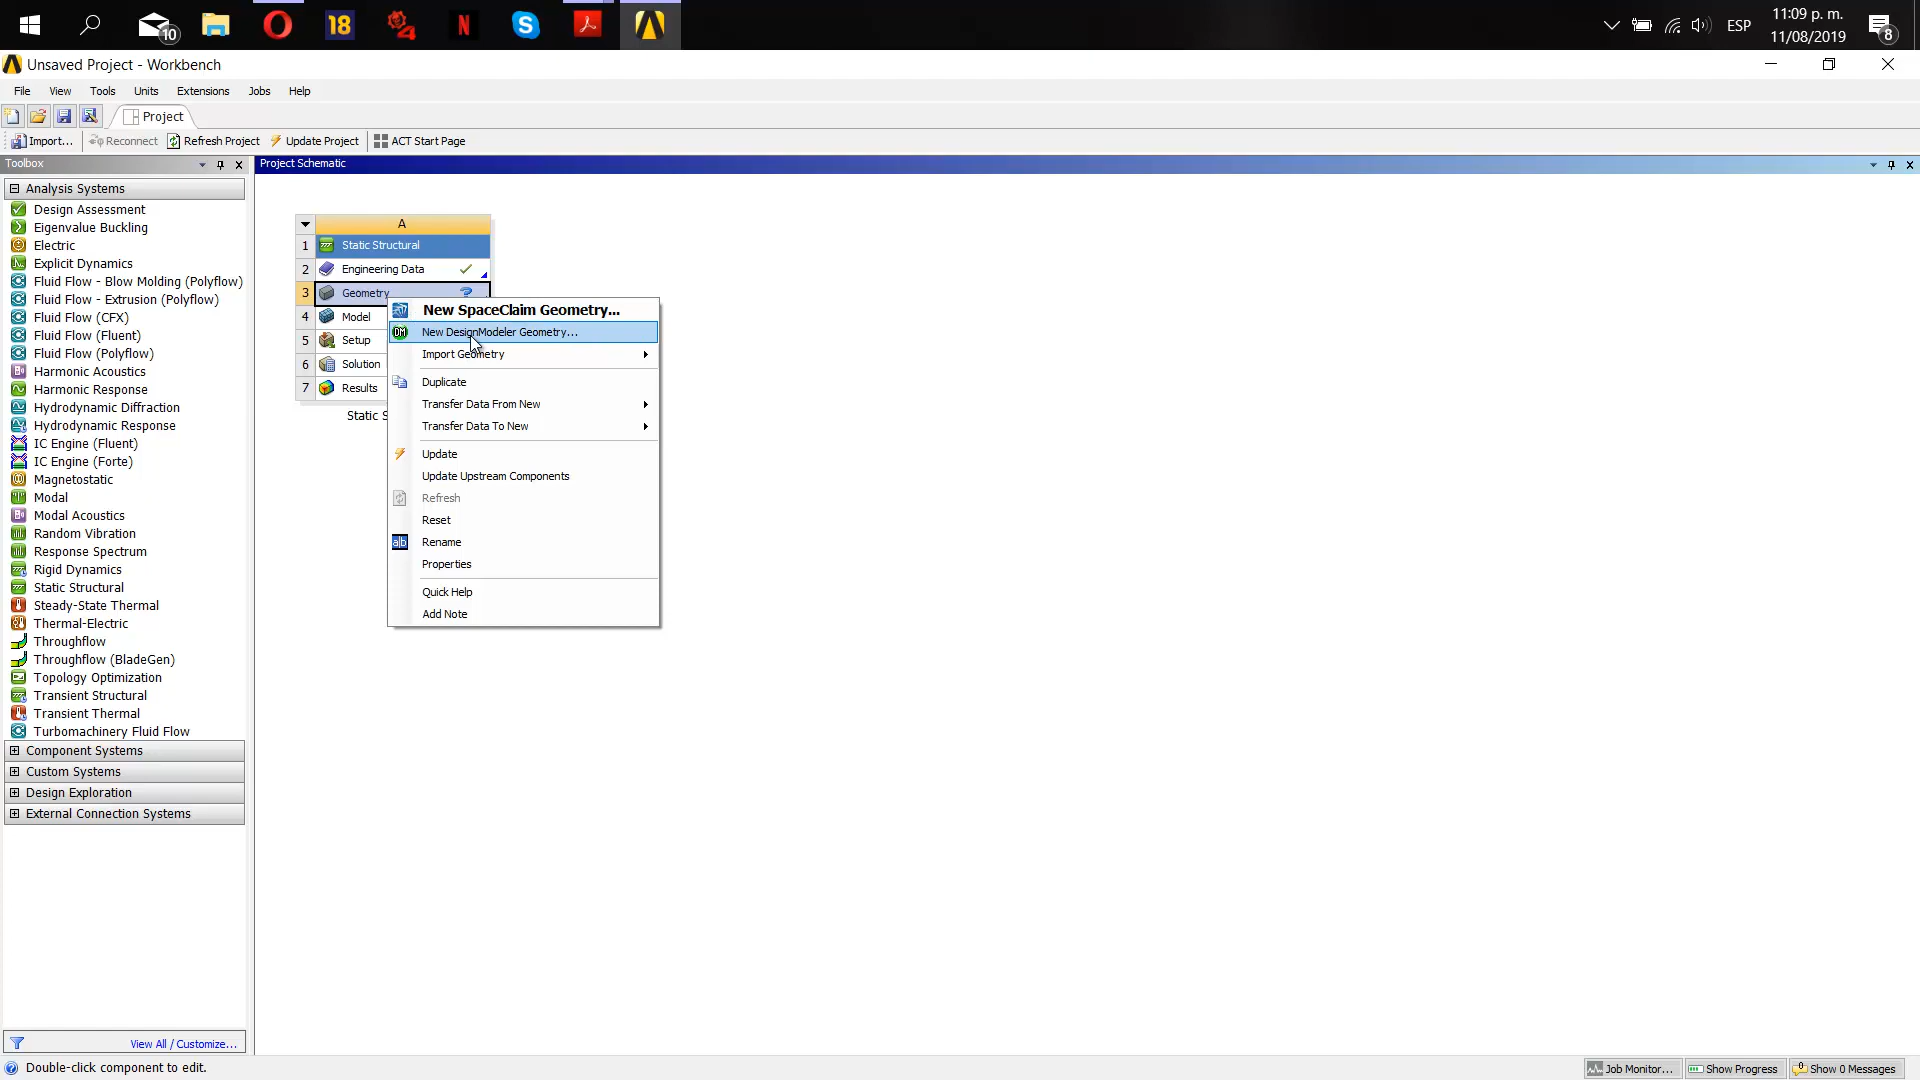 10
18
4
N
S
ESP
11:09 p. m.
11/08/2019
8
Unsaved Project - Workbench
File View Tools Units Extensions Jobs Help
Project
Import... Reconnect Refresh Project Update Project ACT Start Page
Toolbox
Analysis Systems
Design Assessment
Eigenvalue Buckling
Electric
Explicit Dynamics
Fluid Flow - Blow Molding (Polyflow)
Fluid Flow - Extrusion (Polyflow)
Fluid Flow (CFX)
Fluid Flow (Fluent)
Fluid Flow (Polyflow)
Harmonic Acoustics
Harmonic Response
Hydrodynamic Diffraction
Hydrodynamic Response
IC Engine (Fluent)
IC Engine (Forte)
Magnetostatic
Modal
Modal Acoustics
Random Vibration
Response Spectrum
Rigid Dynamics
Static Structural
Steady-State Thermal
Thermal-Electric
Throughflow
Throughflow (BladeGen)
Topology Optimization
Transient Structural
Transient Thermal
Turbomachinery Fluid Flow
Component Systems
Custom Systems
Design Exploration
External Connection Systems
View All / Customize...
Project Schematic
A
1 Static Structural
2 Engineering Data
3 Geometry ?
4 Model
5 Setup
6 Solution
7 Results
Static S
New SpaceClaim Geometry...
DM New DesignModeler Geometry...
Import Geometry
Duplicate
Transfer Data From New
Transfer Data To New
Update
Update Upstream Components
Refresh
Reset
a|b Rename
Properties
Quick Help
Add Note
Double-click component to edit.
Job Monitor... Show Progress Show 0 Messages